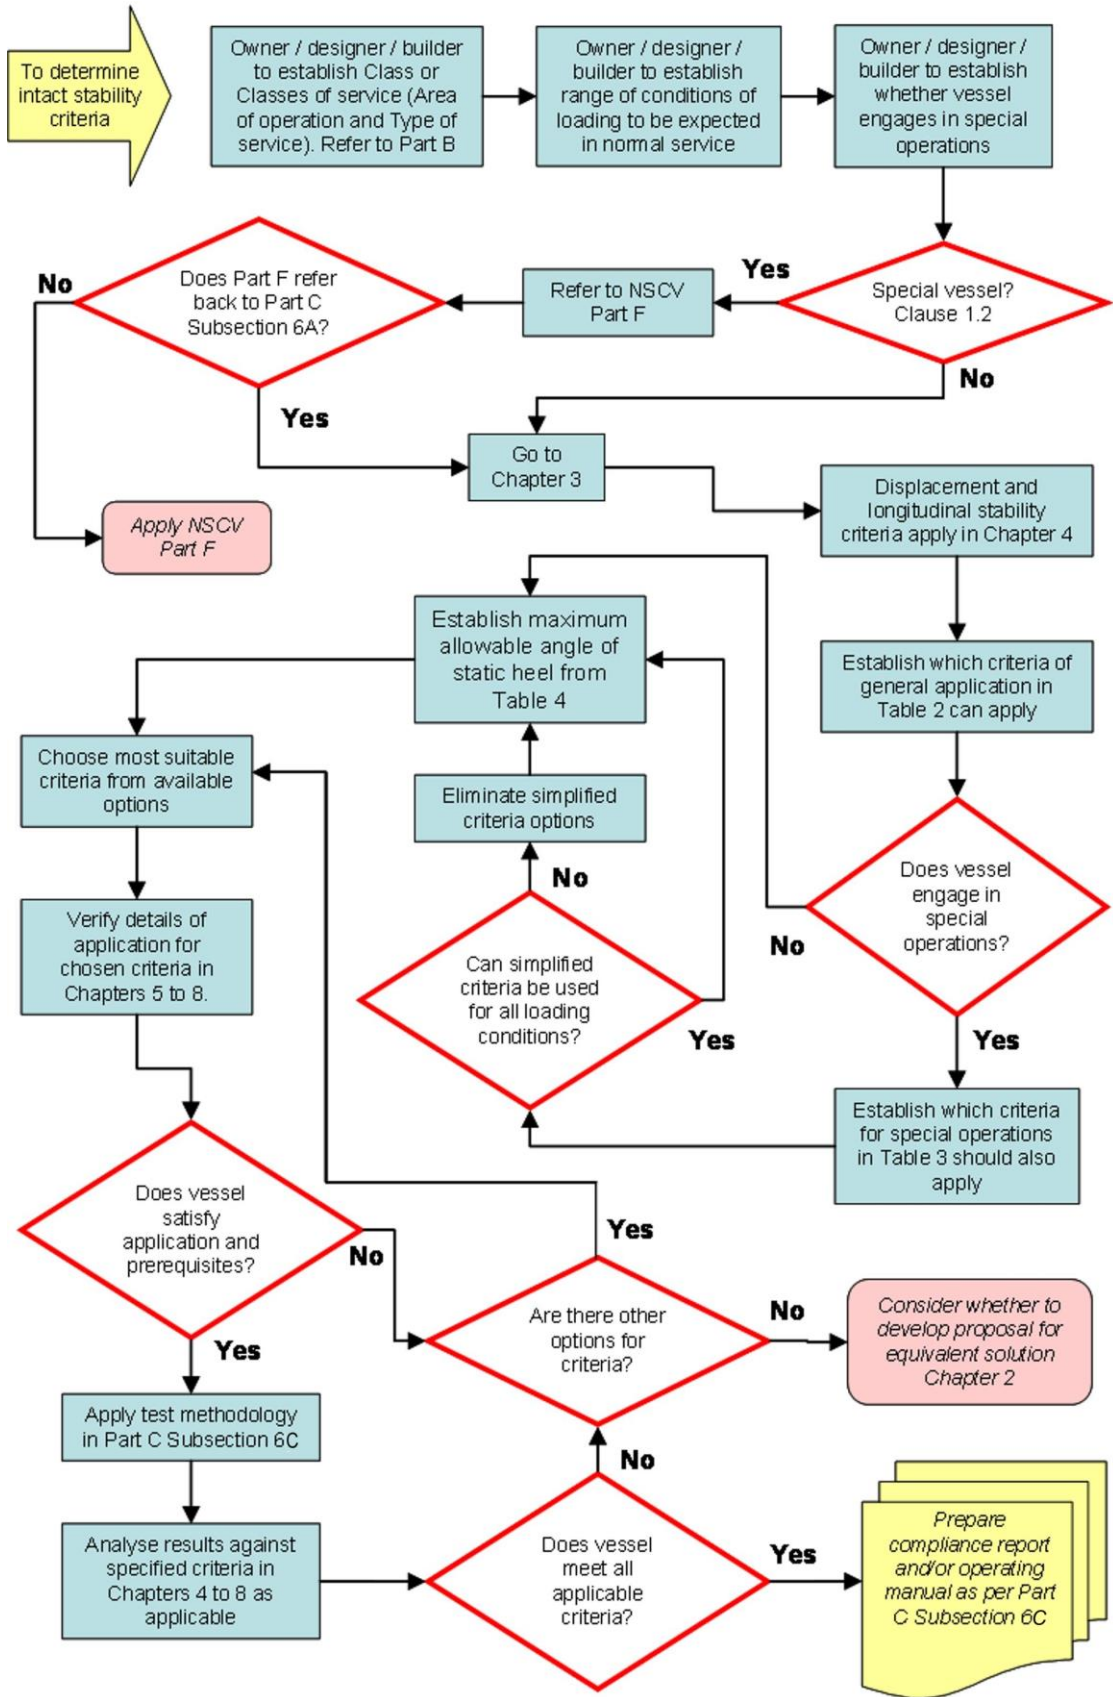 To determine
intact stability
criteria
Owner / designer / builder
to establish Class or
Classes of service (Area
of operation and Type of
service). Refer to Part B
Owner / designer /
builder to establish
range of conditions of
loading to be expected
in normal service
Owner / designer /
builder to establish
whether vessel
engages in special
operations
Special vessel?
Clause 1.2
Yes
No
Refer to NSCV
Part F
Does Part F refer
back to Part C
Subsection 6A?
No
Yes
Apply NSCV
Part F
Go to
Chapter 3
Displacement and
longitudinal stability
criteria apply in Chapter 4
Establish which criteria of
general application in
Table 2 can apply
Does vessel
engage in
special
operations?
No
Yes
Establish which criteria
for special operations
in Table 3 should also
apply
Can simplified
criteria be used
for all loading
conditions?
No
Yes
Eliminate simplified
criteria options
Establish maximum
allowable angle of
static heel from
Table 4
Choose most suitable
criteria from available
options
Verify details of
application for
chosen criteria in
Chapters 5 to 8.
Does vessel
satisfy
application and
prerequisites?
No
Yes
Apply test methodology
in Part C Subsection 6C
Analyse results against
specified criteria in
Chapters 4 to 8 as
applicable
Does vessel
meet all
applicable
criteria?
No
Yes
Are there other
options for
criteria?
Yes
No
Consider whether to
develop proposal for
equivalent solution
Chapter 2
Prepare
compliance report
and/or operating
manual as per Part
C Subsection 6C